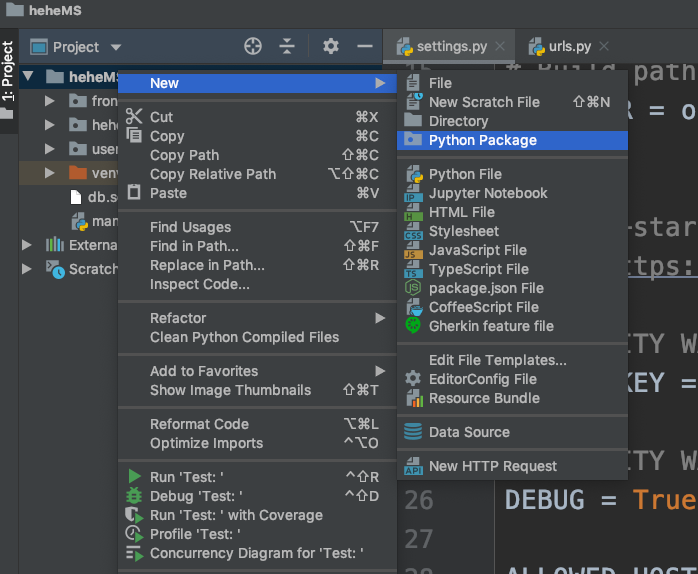 heheMS
1: Project
Project
settings.py
urls.py
heheMS
fron
heh
user
venv
db.s
man
Externa
Scratch
New
Cut ⌘X
Copy ⌘C
Copy Path ⇧⌘C
Copy Relative Path ⌥⇧⌘C
Paste ⌘V
Find Usages ⌥F7
Find in Path... ⇧⌘F
Replace in Path... ⇧⌘R
Inspect Code...
Refactor
Clean Python Compiled Files
Add to Favorites
Show Image Thumbnails ⇧⌘T
Reformat Code ⌥⌘L
Optimize Imports ^⌥O
Run 'Test: ' ^⇧R
Debug 'Test: ' ^⇧D
Run 'Test: ' with Coverage
Profile 'Test: '
Concurrency Diagram for 'Test: '
File
New Scratch File ⇧⌘N
Directory
Python Package
Python File
Jupyter Notebook
HTML File
Stylesheet
JavaScript File
TypeScript File
package.json File
CoffeeScript File
Gherkin feature file
Edit File Templates...
EditorConfig File
Resource Bundle
Data Source
New HTTP Request
# Build path
R = o
-star
ttps:
ITY WA
KEY =
ITY WA
26 DEBUG = True
27